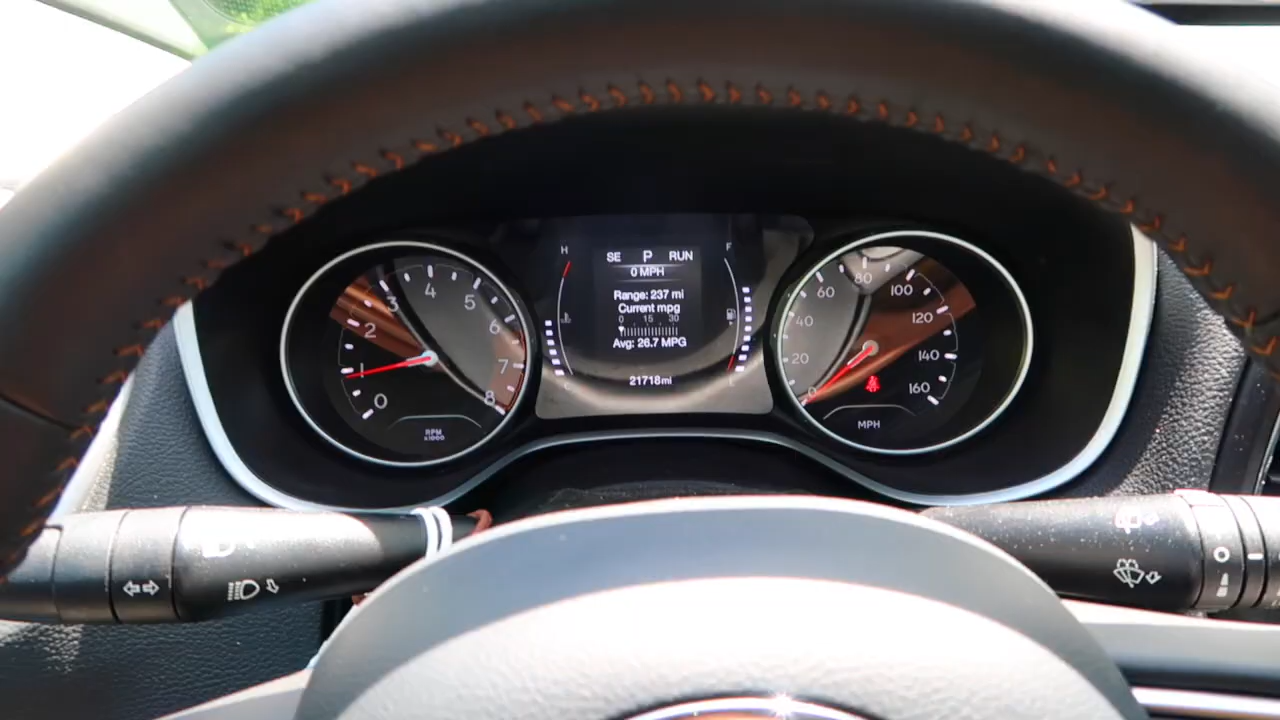 0
1
2
3
4
5
6
7
8
RPM
x1000
H
C
SE P RUN
0 MPH
Range: 237 mi
Current mpg
0 15 30
Avg: 26.7 MPG
21718mi
F
E
0
20
40
60
80
100
120
140
160
MPH